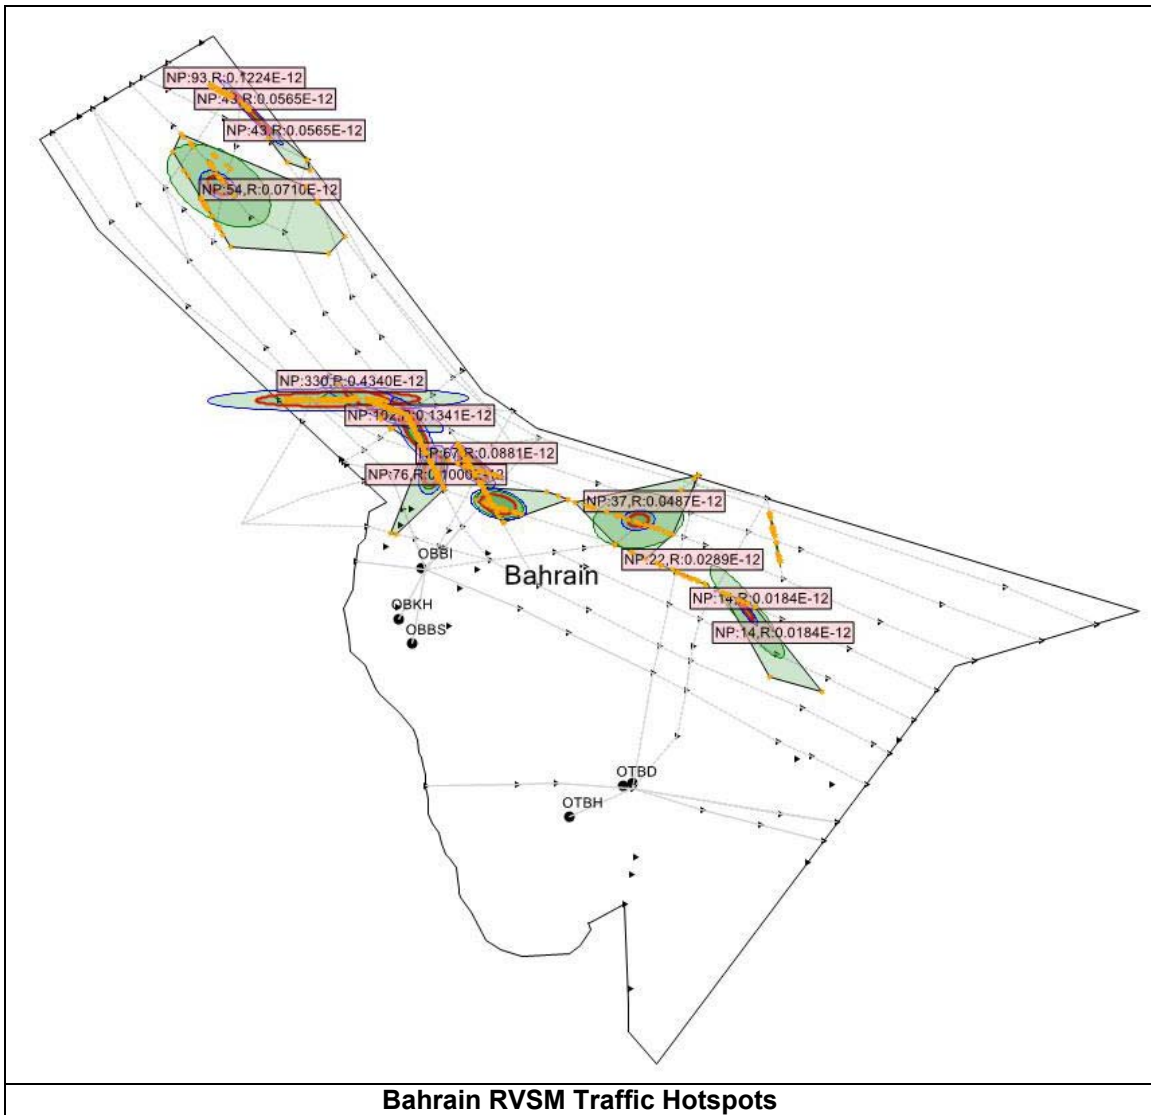 NP:93,R:0.1224E-12
NP:43,R:0.0565E-12
NP:43,R:0.0565E-12
NP:54,R:0.0710E-12
NP:330,R:0.4340E-12
NP:67,R:0.0881E-12
NP:37,R:0.0487E-12
OBBI
NP:22,R:0.0289E-12
Bahrain
NP:14,R:0.0184E-12
OBKH
OBBS
NP:14,R:0.0184E-12
OTBD
OTBH
Bahrain RVSM Traffic Hotspots